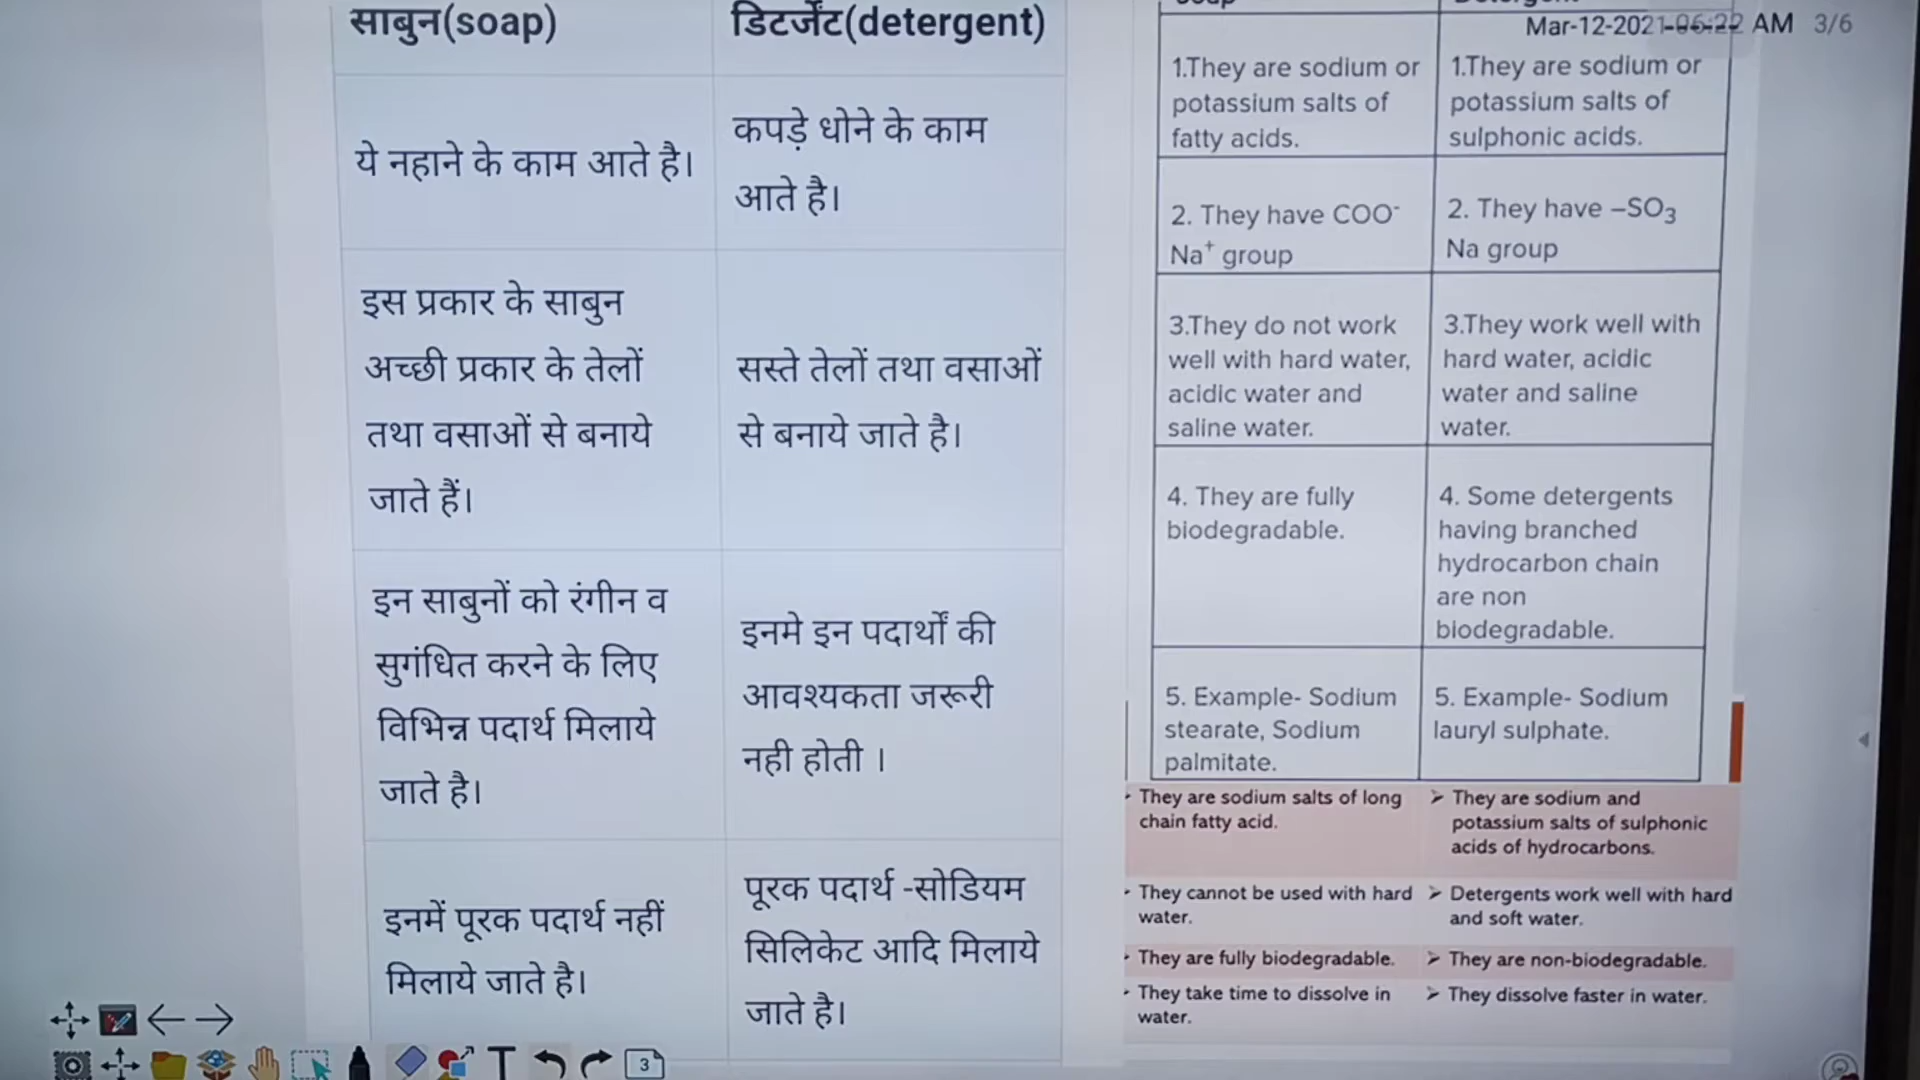 साबुन(soap)
डिटर्जेंट(detergent)
ये नहाने के काम आते है।
कपड़े धोने के काम
आते है।
इस प्रकार के साबुन
अच्छी प्रकार के तेलों
तथा वसाओं से बनाये
जाते हैं।
सस्ते तेलों तथा वसाओं
से बनाये जाते है।
इन साबुनों को रंगीन व
सुगंधित करने के लिए
विभिन्न पदार्थ मिलाये
जाते है।
इनमे इन पदार्थों की
आवश्यकता जरूरी
नही होती ।
इनमें पूरक पदार्थ नहीं
मिलाये जाते है।
पूरक पदार्थ -सोडियम
सिलिकेट आदि मिलाये
जाते है।
Mar-12-2021-06:22 AM 3/6
1.They are sodium or
potassium salts of
fatty acids.
1.They are sodium or
potassium salts of
sulphonic acids.
2. They have COO⁻
Na⁺ group
2. They have –SO₃
Na group
3.They do not work
well with hard water,
acidic water and
saline water.
3.They work well with
hard water, acidic
water and saline
water.
4. They are fully
biodegradable.
4. Some detergents
having branched
hydrocarbon chain
are non
biodegradable.
5. Example- Sodium
stearate, Sodium
palmitate.
5. Example- Sodium
lauryl sulphate.
They are sodium salts of long
chain fatty acid.
➢ They are sodium and
potassium salts of sulphonic
acids of hydrocarbons.
They cannot be used with hard
water.
➢ Detergents work well with hard
and soft water.
They are fully biodegradable.
➢ They are non-biodegradable.
They take time to dissolve in
water.
➢ They dissolve faster in water.
T
3